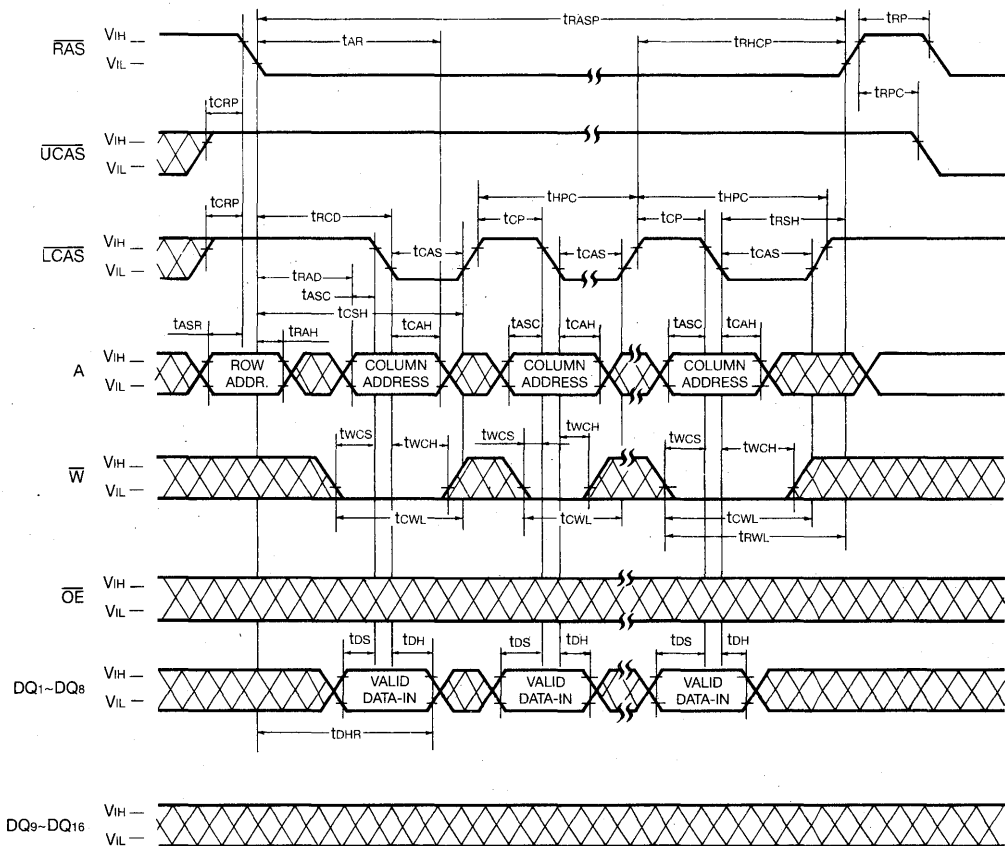 tRASP
tRP
tAR
tRHCP
RAS
VIH
VIL
tCRP
tRPC
UCAS
VIH
VIL
tCRP
tRCD
tHPC
tHPC
tCP
tCP
tRSH
LCAS
VIH
VIL
tCAS
tCAS
tCAS
tRAD
tASC
tCSH
tASR
tRAH
tCAH
tASC
tCAH
tASC
tCAH
A
VIH
VIL
ROW
ADDR.
COLUMN
ADDRESS
COLUMN
ADDRESS
COLUMN
ADDRESS
tWCS
tWCH
tWCS
tWCH
tWCS
tWCH
W
VIH
VIL
tCWL
tCWL
tCWL
tRWL
OE
VIH
VIL
tDS
tDH
tDS
tDH
tDS
tDH
DQ1~DQ8
VIH
VIL
VALID
DATA-IN
VALID
DATA-IN
VALID
DATA-IN
tDHR
DQ9~DQ16
VIH
VIL